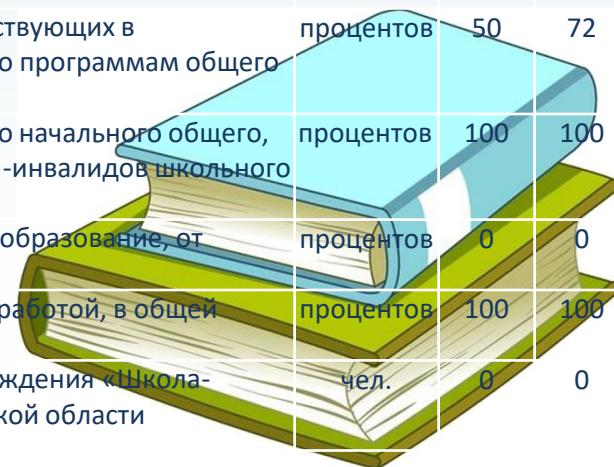 ствующих в процентов 50 72
о программам общего
о начального общего, процентов 100 100
-инвалидов школьного
образование, от процентов 0 0
работой, в общей процентов 100 100
ждения «Школа- чел. 0 0
кой области